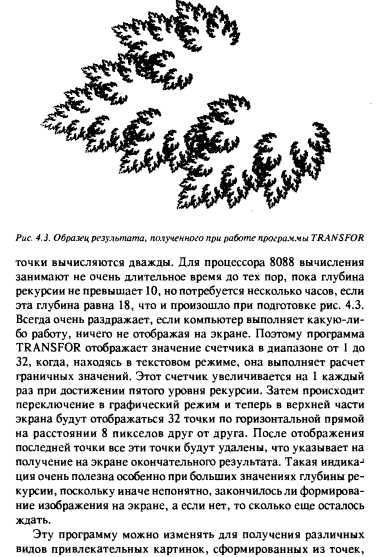 Рис. 4.3. Образец результата, полученного при работе программы TRANSFOR
точки вычисляются дважды. Для процессора 8088 вычисления
занимают не очень длительное время до тех пор, пока глубина
рекурсии не превышает 10, но потребуется несколько часов, если
эта глубина равна 18, что и произошло при подготовке рис. 4.3.
Всегда очень раздражает, если компьютер выполняет какую-ли-
бо работу, ничего не отображая на экране. Поэтому программа
TRANSFOR отображает значение счетчика в диапазоне от 1 до
32, когда, находясь в текстовом режиме, она выполняет расчет
граничных значений. Этот счетчик увеличивается на 1 каждый
раз при достижении пятого уровня рекурсии. Затем происходит
переключение в графический режим и теперь в верхней части
экрана будут отображаться 32 точки по горизонтальной прямой
на расстоянии 8 пикселов друг от друга. После отображения
последней точки все эти точки будут удалены, что указывает на
получение на экране окончательного результата. Такая индика-
ция очень полезна особенно при больших значениях глубины ре-
курсии, поскольку иначе непонятно, закончилось ли формирова-
ние изображения на экране, а если нет, то сколько еще осталось
ждать.
Эту программу можно изменять для получения различных
видов привлекательных картинок, сформированных из точек,